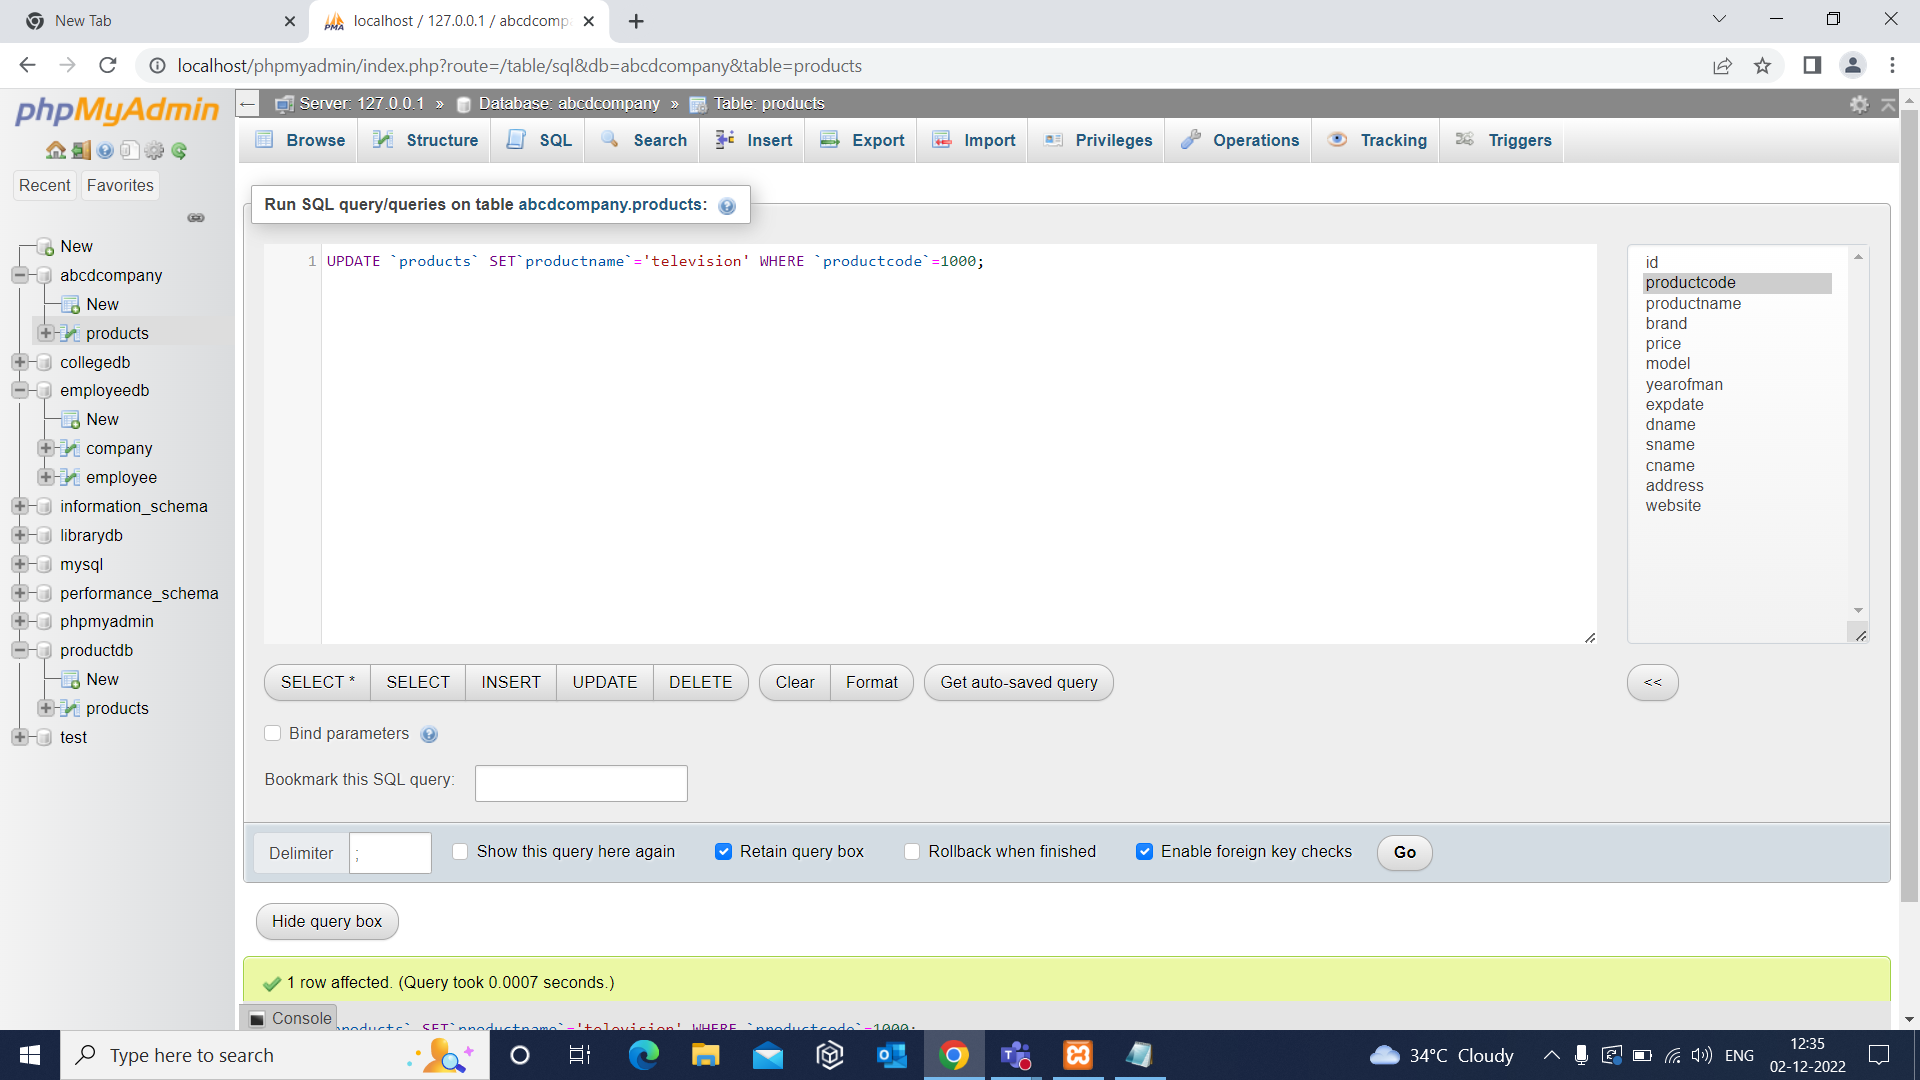 New Tab
localhost / 127.0.0.1 / abcdcomp
localhost/phpmyadmin/index.php?route=/table/sql&db=abcdcompany&table=products
phpMyAdmin
Recent
Favorites
New
abcdcompany
New
products
collegedb
employeedb
New
company
employee
information_schema
librarydb
mysql
performance_schema
phpmyadmin
productdb
New
products
test
Server: 127.0.0.1 » Database: abcdcompany » Table: products
Browse
Structure
SQL
Search
Insert
Export
Import
Privileges
Operations
Tracking
Triggers
Run SQL query/queries on table abcdcompany.products:
1 UPDATE `products` SET`productname`='television' WHERE `productcode`=1000;
id
productcode
productname
brand
price
model
yearofman
expdate
dname
sname
cname
address
website
SELECT *
SELECT
INSERT
UPDATE
DELETE
Clear
Format
Get auto-saved query
<<
Bind parameters
Bookmark this SQL query:
Delimiter
;
Show this query here again
Retain query box
Rollback when finished
Enable foreign key checks
Go
Hide query box
1 row affected. (Query took 0.0007 seconds.)
Console
products` SET`productname`='television' WHERE `productcode`=1000;
Type here to search
34°C Cloudy
ENG
12:35
02-12-2022